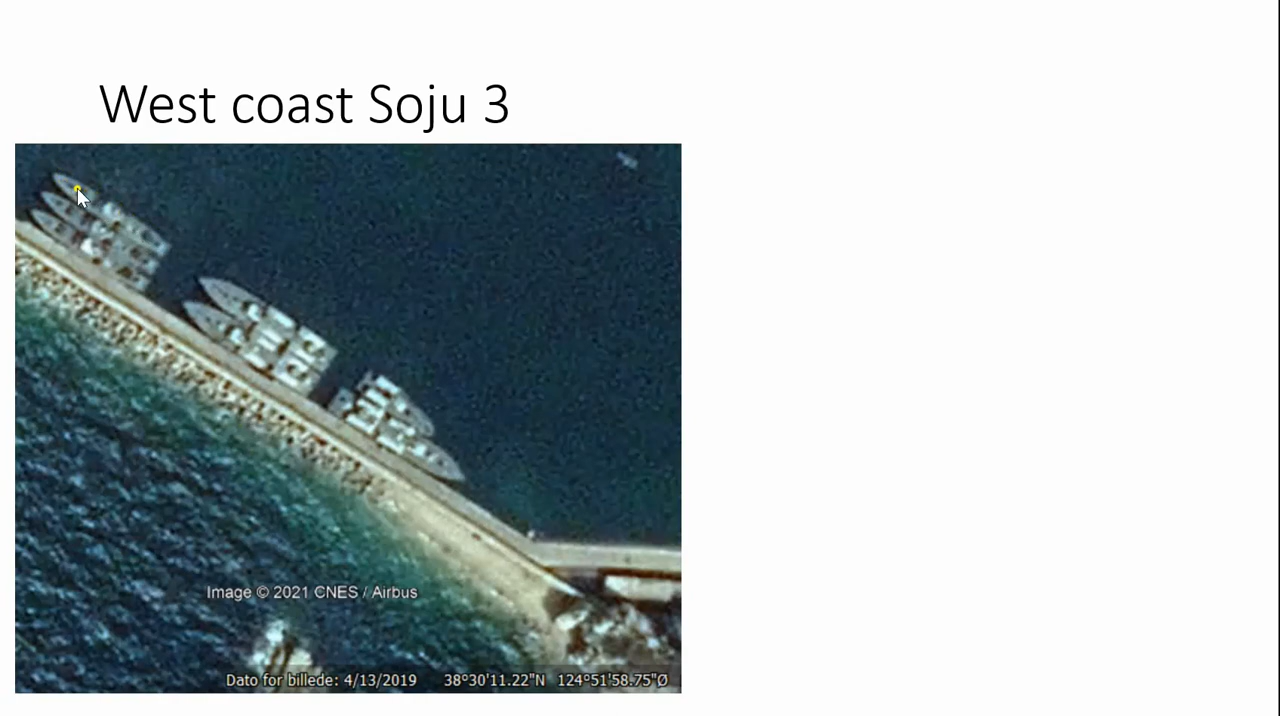 West coast Soju 3
Image © 2021 CNES / Airbus
Dato for billede: 4/13/2019 38°30'11.22"N 124°51'58.75"Ø